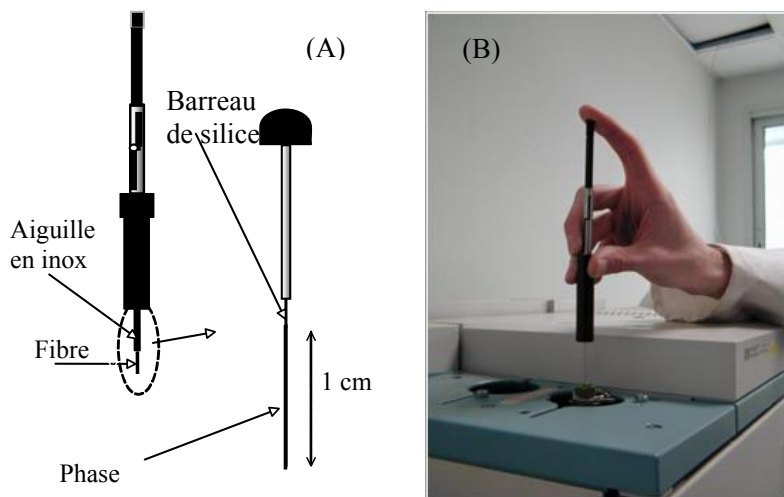 (A)
Barreau
de silice
Aiguille
en inox
Fibre
1 cm
Phase
(B)